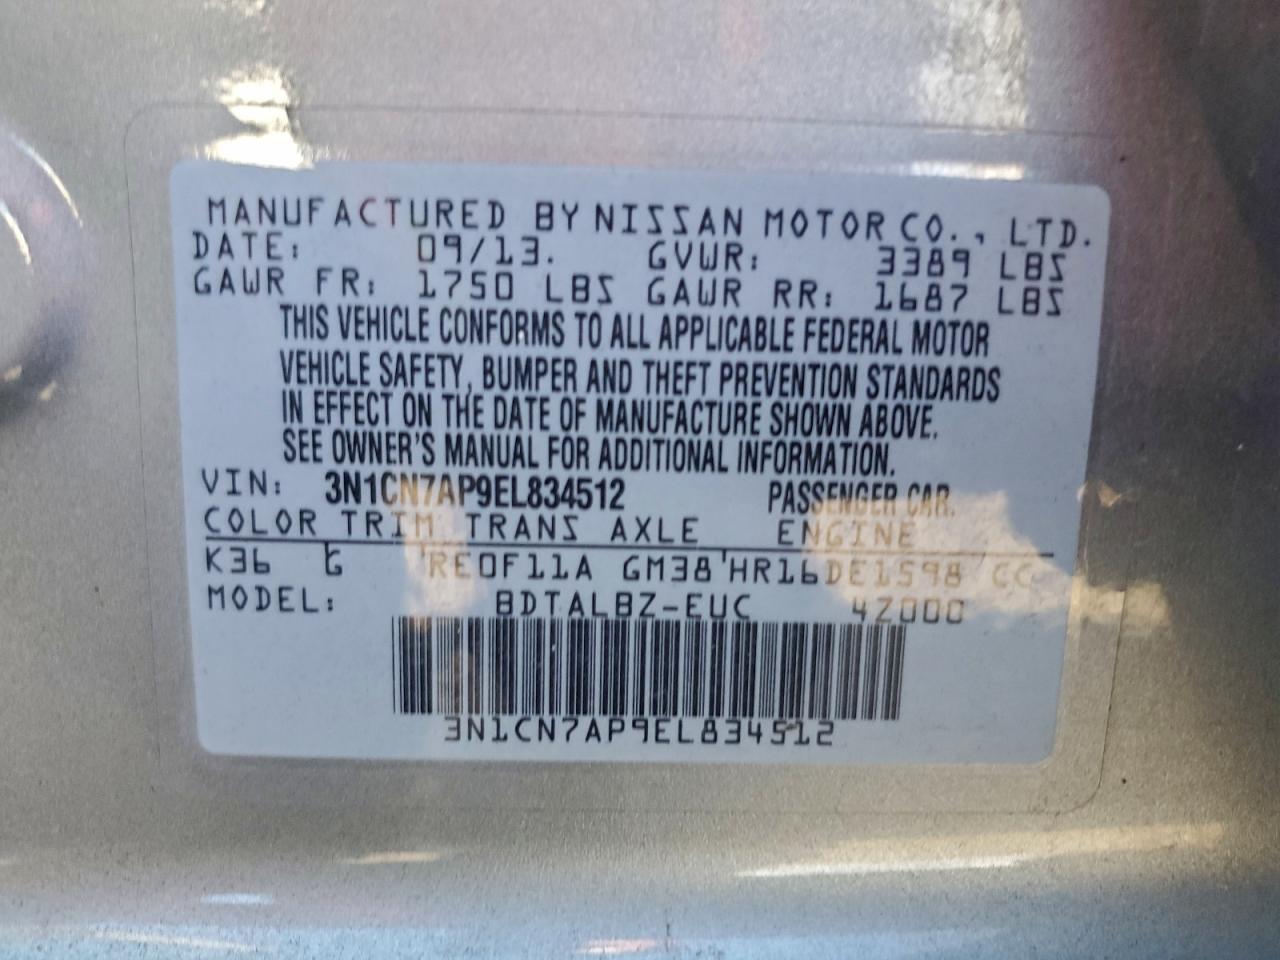 MANUFACTURED BY NISSAN MOTOR CO., LTD.
DATE: 09/13. GVWR: 3389 LBS
GAWR FR: 1750 LBS GAWR RR: 1687 LBS
THIS VEHICLE CONFORMS TO ALL APPLICABLE FEDERAL MOTOR
VEHICLE SAFETY, BUMPER AND THEFT PREVENTION STANDARDS
IN EFFECT ON THE DATE OF MANUFACTURE SHOWN ABOVE.
SEE OWNER'S MANUAL FOR ADDITIONAL INFORMATION.
VIN: 3N1CN7AP9EL834512 PASSENGER CAR.
COLOR TRIM TRANS AXLE ENGINE
K36 G RE0F11A GM38 HR16DE1598 CC
MODEL: BDTALBZ-EUC 4Z000
3N1CN7AP9EL834512